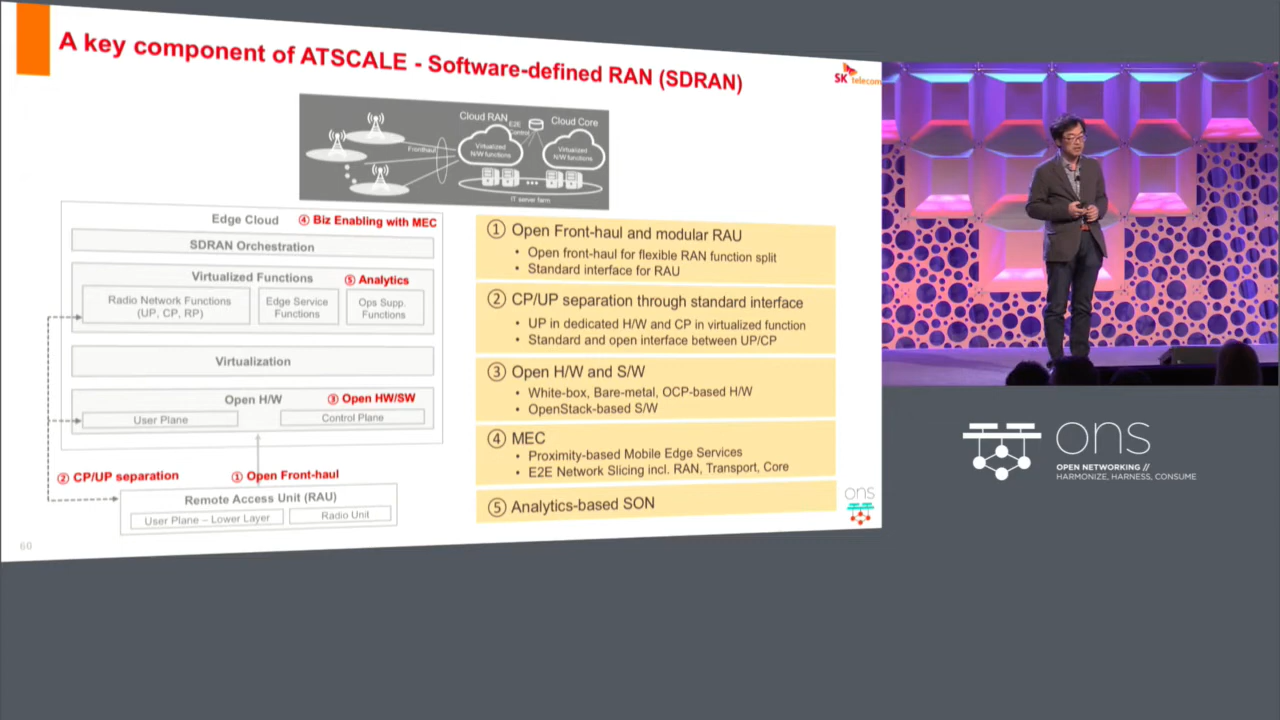 A key component of ATSCALE - Software-defined RAN (SDRAN)
SK telecom
Cloud RAN
E2E
Control
Cloud Core
Fronthaul
Virtualized
N/W functions
Virtualized
N/W functions
IT server farm
Edge Cloud
④ Biz Enabling with MEC
SDRAN Orchestration
Virtualized Functions
⑤ Analytics
Radio Network Functions
(UP, CP, RP)
Edge Service
Functions
Ops Supp.
Functions
Virtualization
Open H/W
③ Open HW/SW
User Plane
Control Plane
② CP/UP separation
① Open Front-haul
Remote Access Unit (RAU)
User Plane – Lower Layer
Radio Unit
① Open Front-haul and modular RAU
• Open front-haul for flexible RAN function split
• Standard interface for RAU
② CP/UP separation through standard interface
• UP in dedicated H/W and CP in virtualized function
• Standard and open interface between UP/CP
③ Open H/W and S/W
• White-box, Bare-metal, OCP-based H/W
• OpenStack-based S/W
④ MEC
• Proximity-based Mobile Edge Services
• E2E Network Slicing incl. RAN, Transport, Core
⑤ Analytics-based SON
ons
60
ons
OPEN NETWORKING //
HARMONIZE, HARNESS, CONSUME